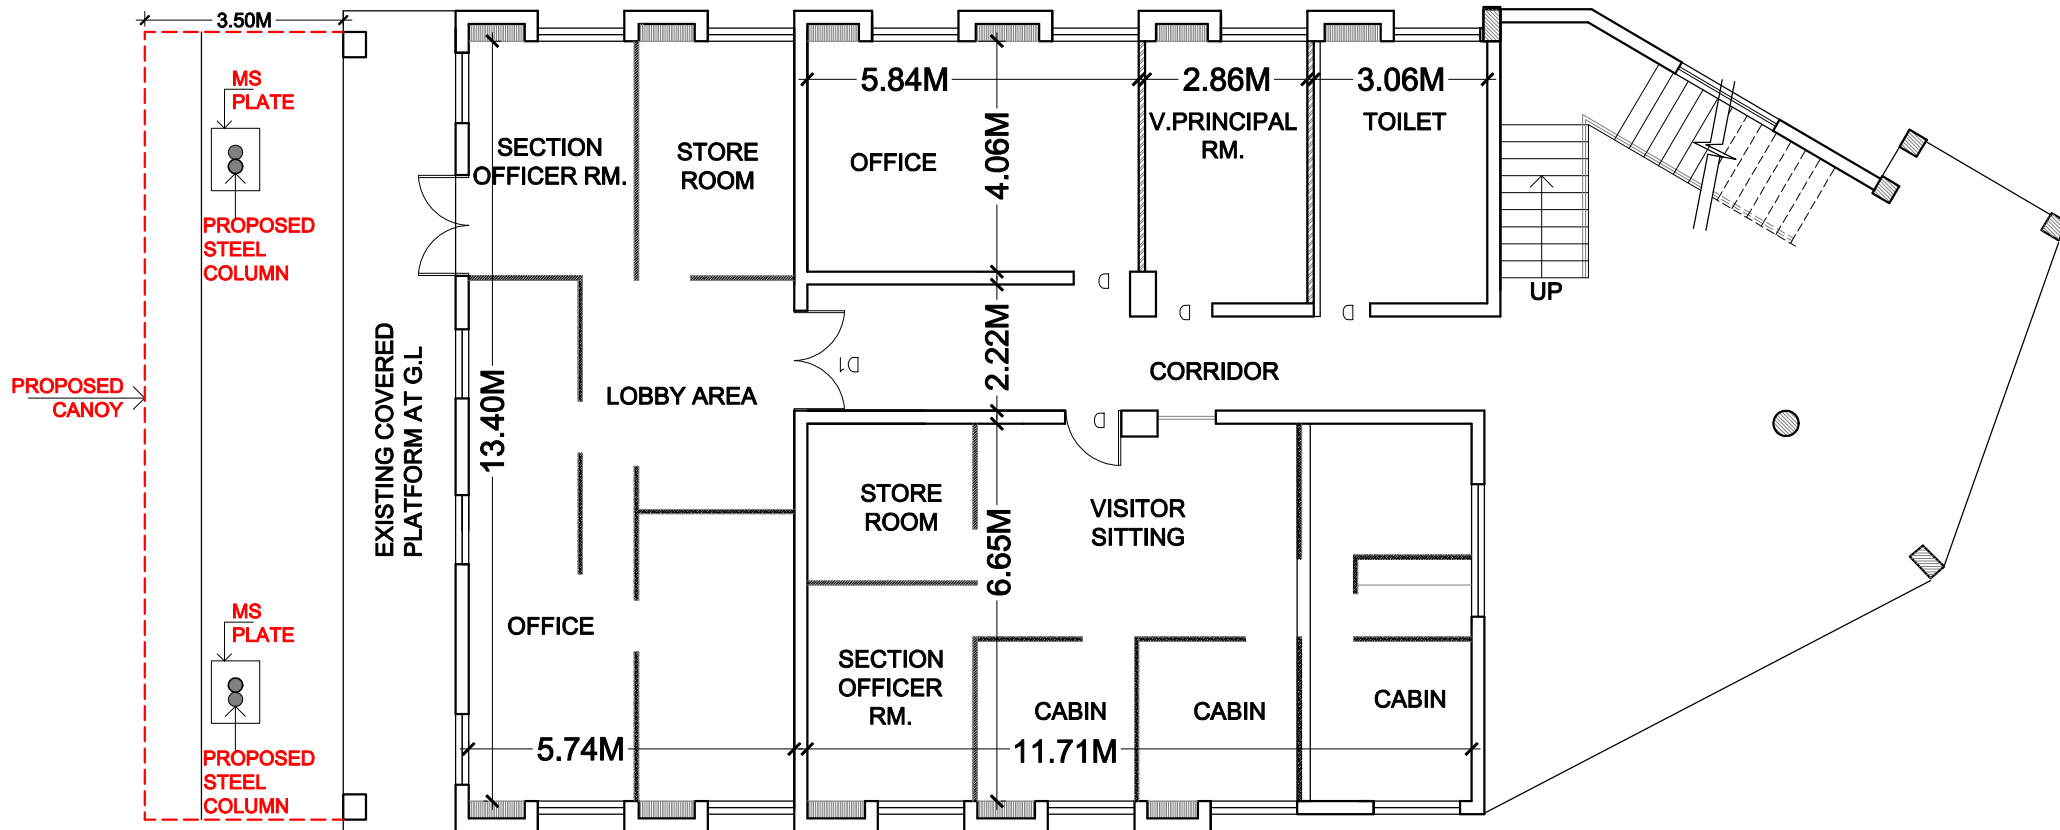 3.50M
MS
PLATE
PROPOSED
STEEL
COLUMN
PROPOSED
CANOY
MS
PLATE
PROPOSED
STEEL
COLUMN
EXISTING COVERED
PLATFORM AT G.L
SECTION
OFFICER RM.
STORE
ROOM
5.84M
2.86M
3.06M
OFFICE
4.06M
V.PRINCIPAL
RM.
TOILET
UP
D
D
D
2.22M
D1
CORRIDOR
LOBBY AREA
13.40M
D
STORE
ROOM
VISITOR
SITTING
6.65M
OFFICE
SECTION
OFFICER
RM.
CABIN
CABIN
CABIN
5.74M
11.71M